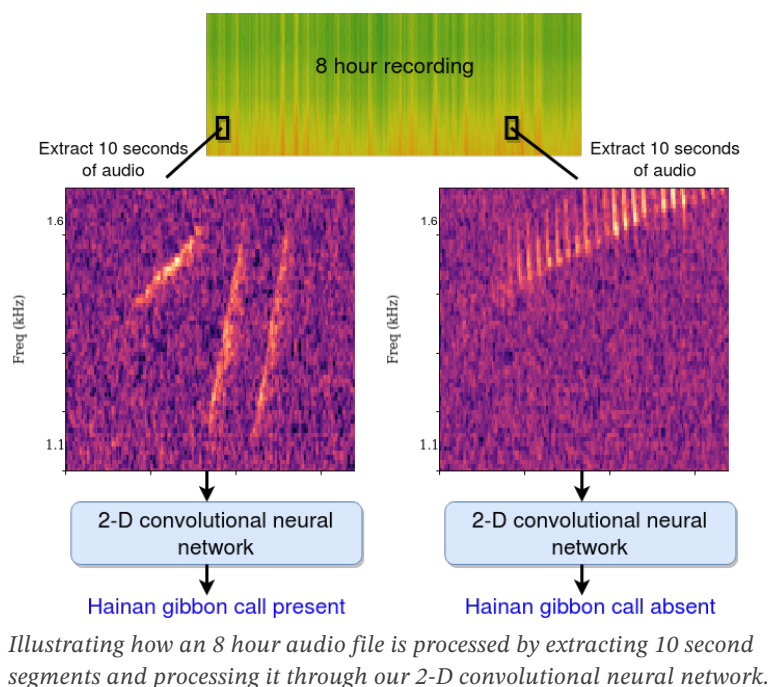 8 hour recording
Extract 10 seconds
of audio
Extract 10 seconds
of audio
1.6
Freq (kHz)
1.1
1.6
Freq (kHz)
1.1
2-D convolutional neural
network
2-D convolutional neural
network
Hainan gibbon call present
Hainan gibbon call absent
Illustrating how an 8 hour audio file is processed by extracting 10 second
segments and processing it through our 2-D convolutional neural network.